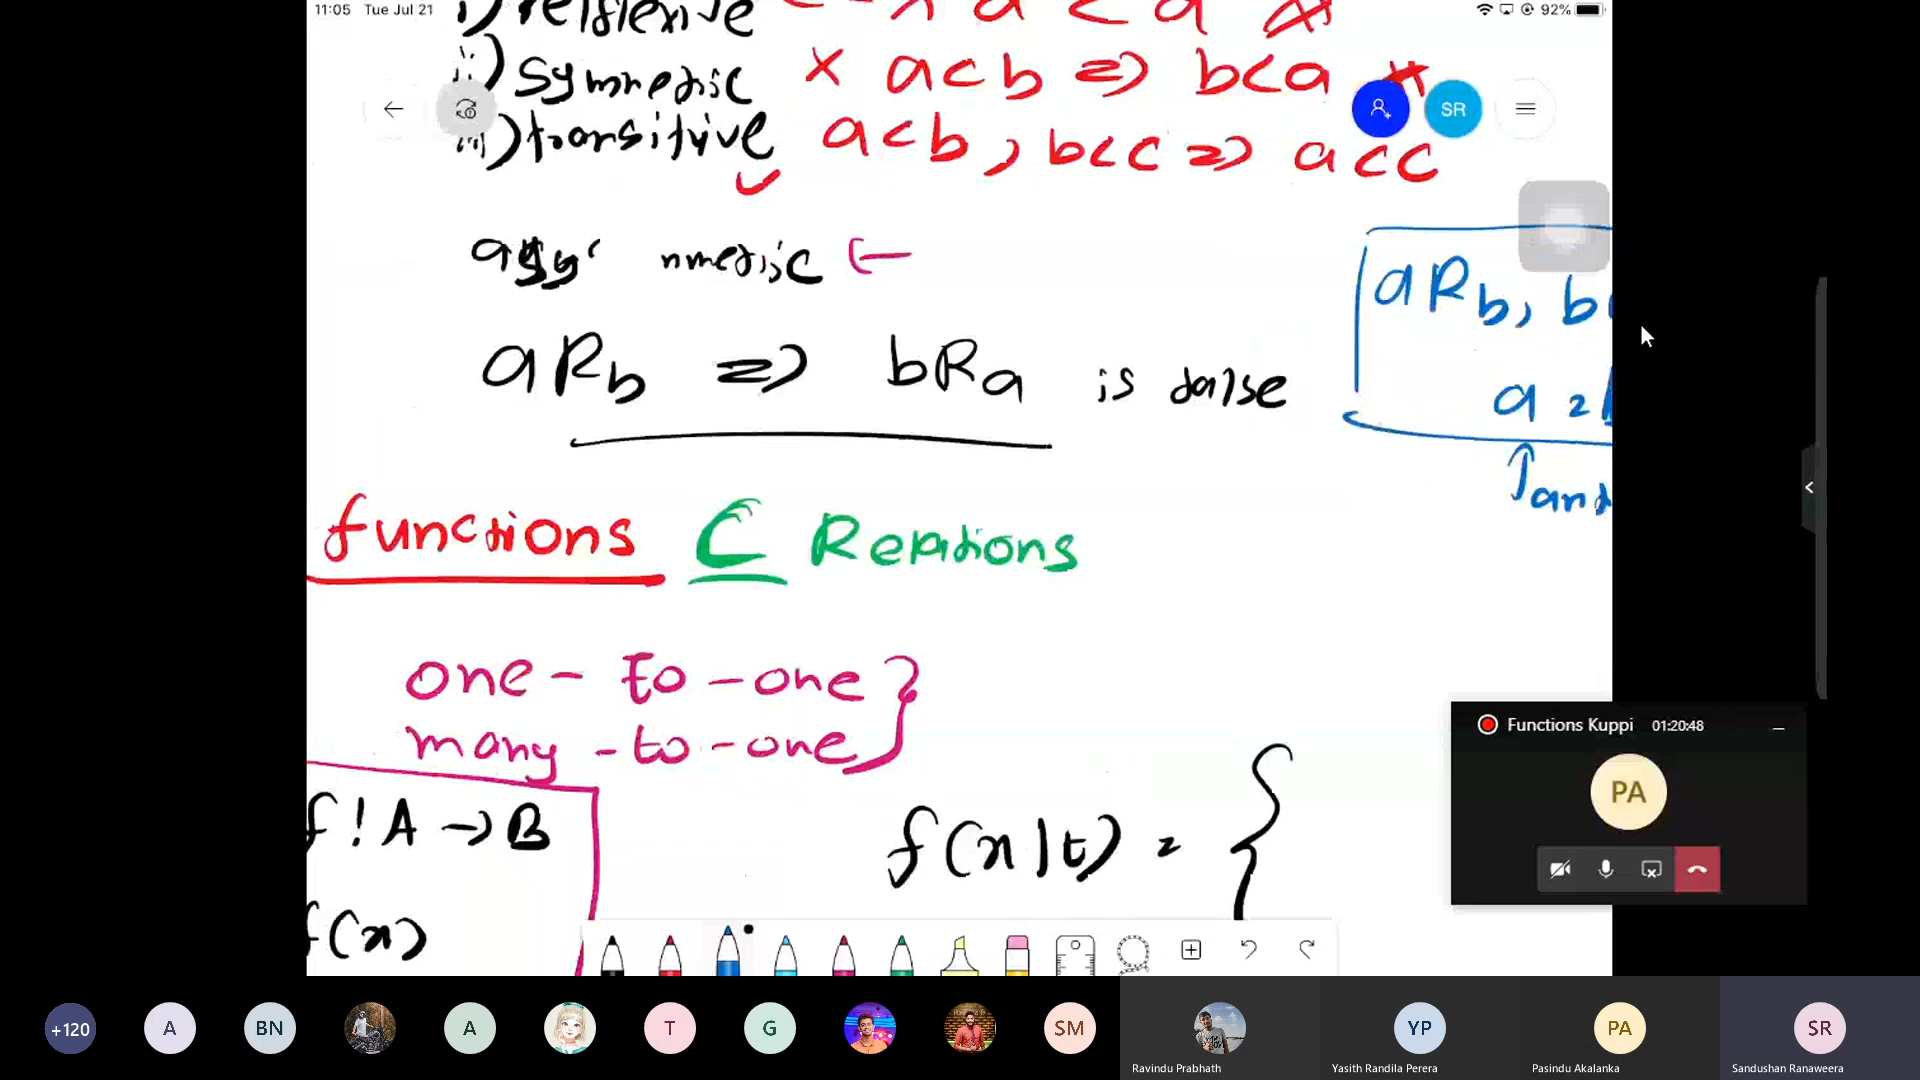 11:05 Tue Jul 21
92%
i) reflexive a < a
ii) symmetric × a<b ⇒ b<a ×
SR
iii) transitive a<b, b<c ⇒ a<c
nmetric
aRb, b
aRb ⇒ bRa is false
a =
functions ⊂ Relations
one - to - one }
many - to - one
Functions Kuppi 01:20:48
PA
f: A → B
f(x|t) = {
f(x)
+120 A BN A T G SM YP PA SR
Ravindu Prabhath Yasith Randila Perera Pasindu Akalanka Sandushan Ranaweera